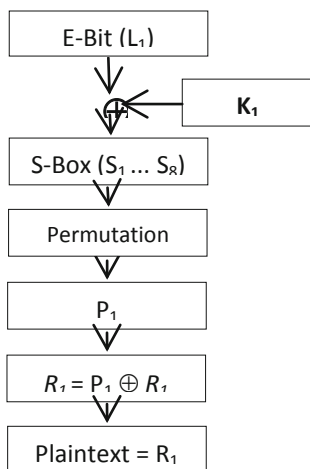 E-Bit (L₁)
K₁
S-Box (S₁ ... S₈)
Permutation
P₁
R₁ = P₁ ⊕ R₁
Plaintext = R₁